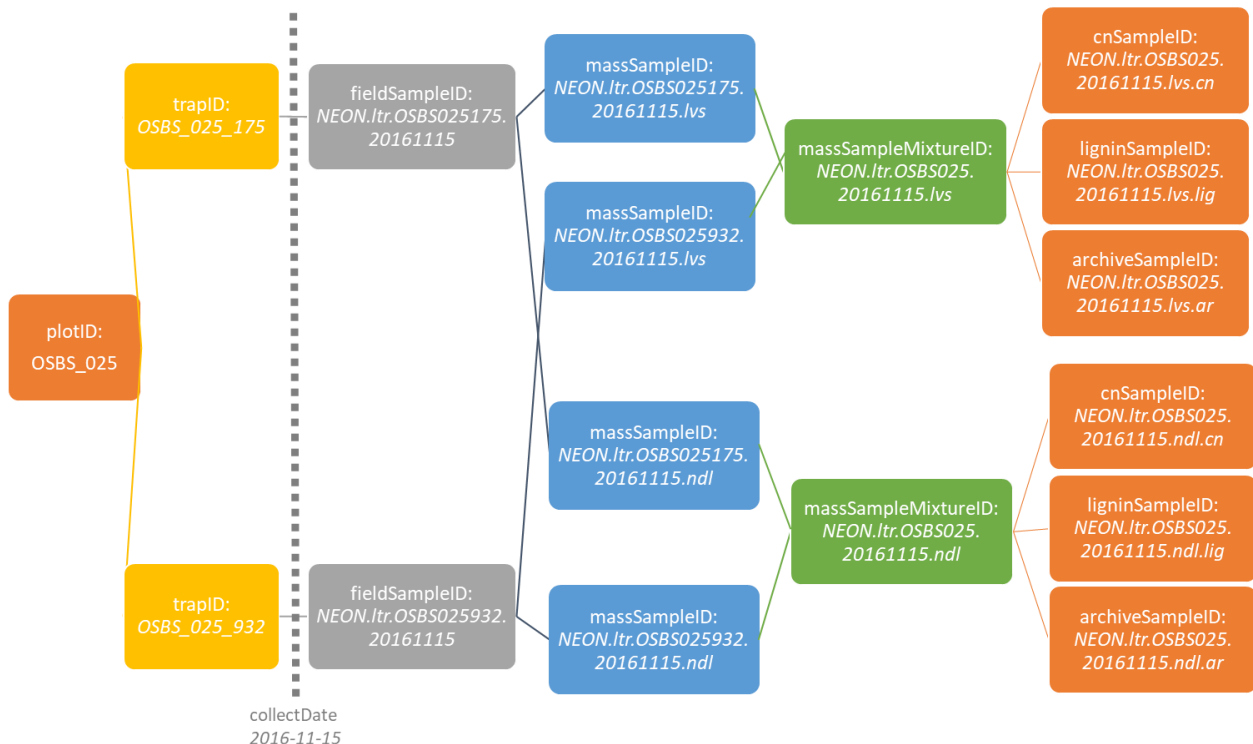 plotID:
OSBS_025
trapID:
OSBS_025_175
trapID:
OSBS_025_932
collectDate
2016-11-15
fieldSampleID:
NEON.ltr.OSBS025175.
20161115
fieldSampleID:
NEON.ltr.OSBS025932.
20161115
massSampleID:
NEON.ltr.OSBS025175.
20161115.lvs
massSampleID:
NEON.ltr.OSBS025932.
20161115.lvs
massSampleID:
NEON.ltr.OSBS025175.
20161115.ndl
massSampleID:
NEON.ltr.OSBS025932.
20161115.ndl
massSampleMixtureID:
NEON.ltr.OSBS025.
20161115.lvs
massSampleMixtureID:
NEON.ltr.OSBS025.
20161115.ndl
cnSampleID:
NEON.ltr.OSBS025.
20161115.lvs.cn
ligninSampleID:
NEON.ltr.OSBS025.
20161115.lvs.lig
archiveSampleID:
NEON.ltr.OSBS025.
20161115.lvs.ar
cnSampleID:
NEON.ltr.OSBS025.
20161115.ndl.cn
ligninSampleID:
NEON.ltr.OSBS025.
20161115.ndl.lig
archiveSampleID:
NEON.ltr.OSBS025.
20161115.ndl.ar